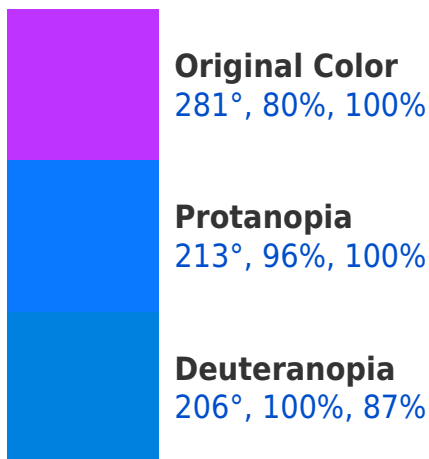 Original Color
281°, 80%, 100%
Protanopia
213°, 96%, 100%
Deuteranopia
206°, 100%, 87%